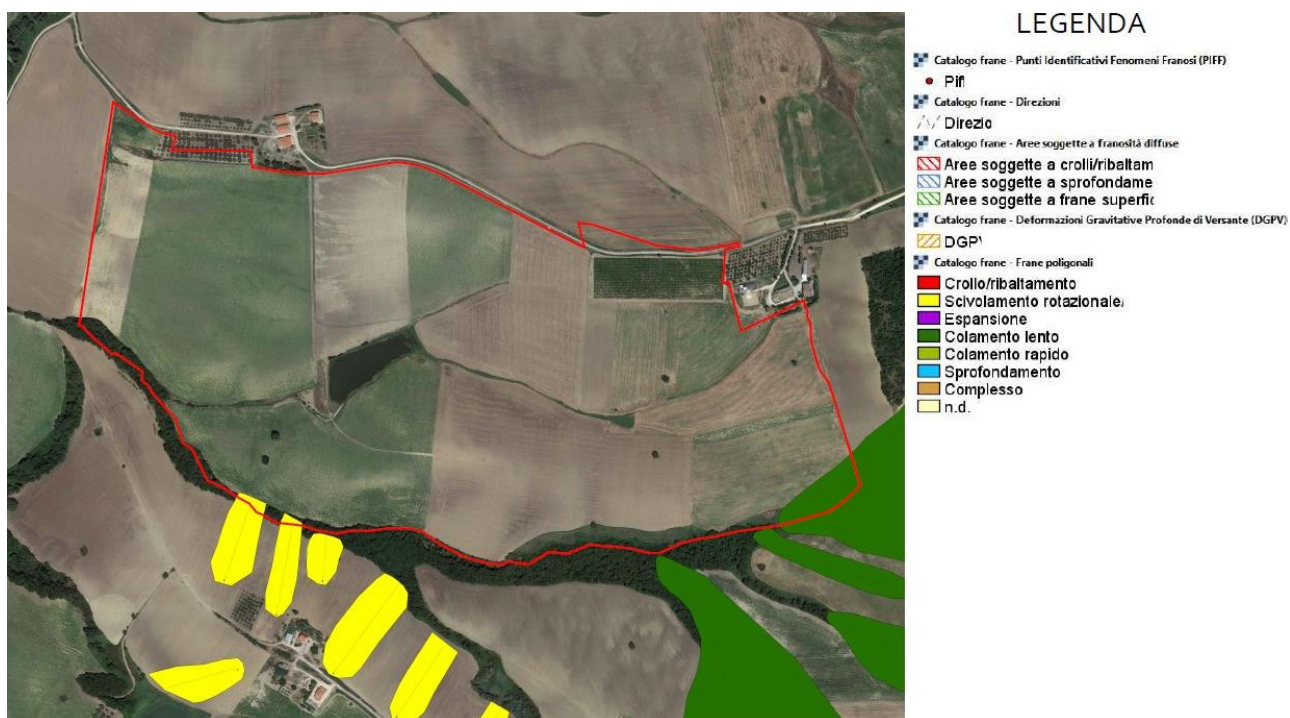 LEGENDA
Catalogo frane - Punti Identificativi Fenomeni Franosi (PIFF)
Piff
Catalogo frane - Direzioni
Direzio
Catalogo frane - Aree soggette a franosità diffuse
Aree soggette a crolli/ribaltam
Aree soggette a sprofondame
Aree soggette a frane superfic
Catalogo frane - Deformazioni Gravitative Profonde di Versante (DGPV)
DGPV
Catalogo frane - Frane poligonali
Crollo/ribaltamento
Scivolamento rotazionale/
Espansione
Colamento lento
Colamento rapido
Sprofondamento
Complesso
n.d.